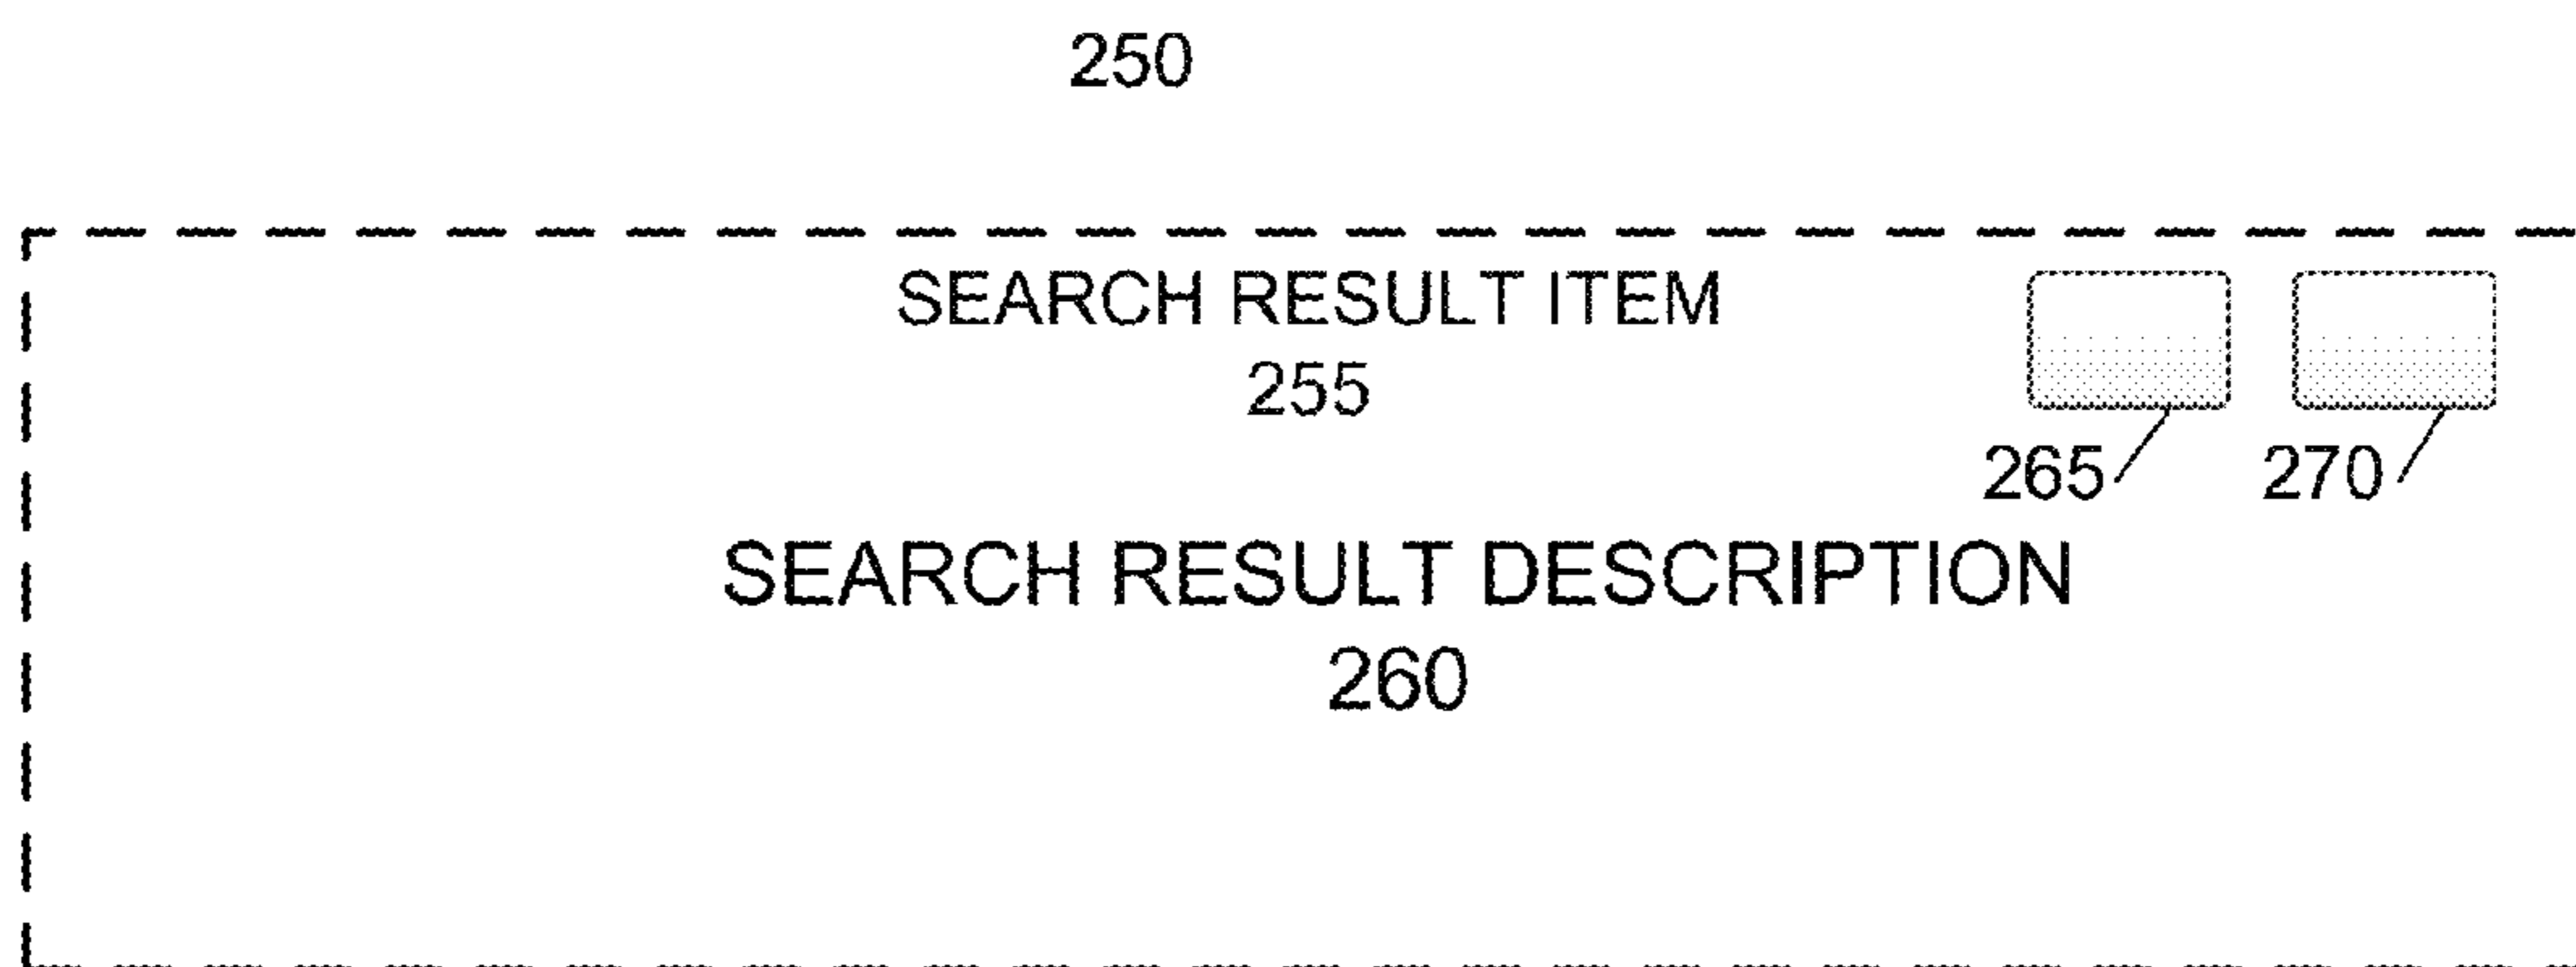 250
SEARCH RESULT ITEM
255
265 270
SEARCH RESULT DESCRIPTION
260